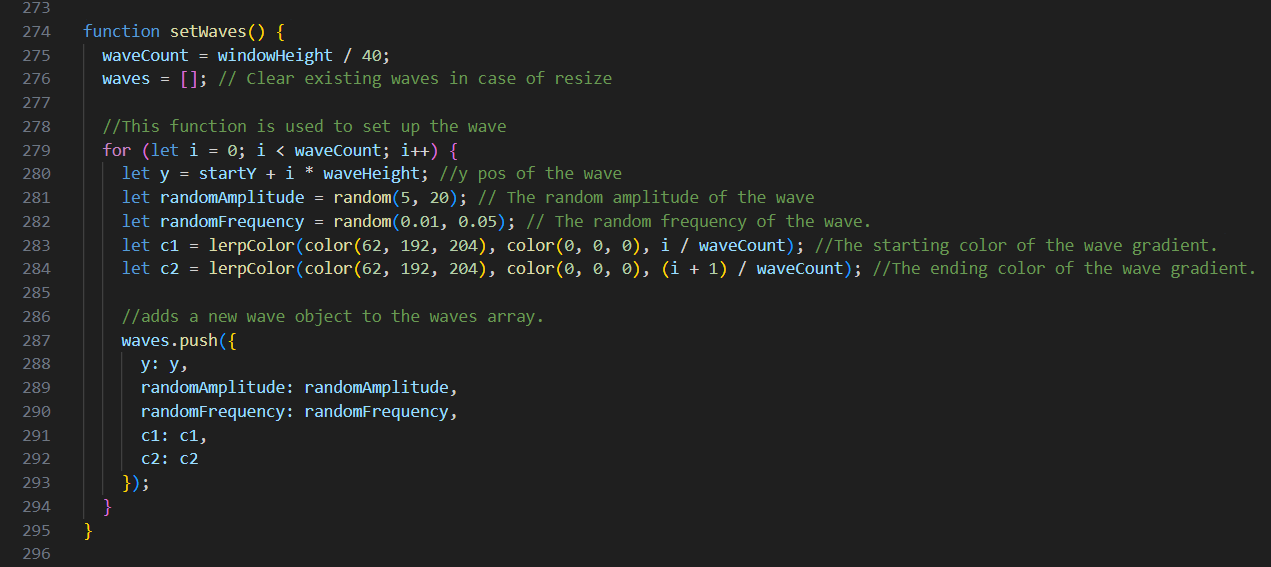 273
274 function setWaves() {
275 waveCount = windowHeight / 40;
276 waves = []; // Clear existing waves in case of resize
277
278 //This function is used to set up the wave
279 for (let i = 0; i < waveCount; i++) {
280 let y = startY + i * waveHeight; //y pos of the wave
281 let randomAmplitude = random(5, 20); // The random amplitude of the wave
282 let randomFrequency = random(0.01, 0.05); // The random frequency of the wave.
283 let c1 = lerpColor(color(62, 192, 204), color(0, 0, 0), i / waveCount); //The starting color of the wave gradient.
284 let c2 = lerpColor(color(62, 192, 204), color(0, 0, 0), (i + 1) / waveCount); //The ending color of the wave gradient.
285
286 //adds a new wave object to the waves array.
287 waves.push({
288 y: y,
289 randomAmplitude: randomAmplitude,
290 randomFrequency: randomFrequency,
291 c1: c1,
292 c2: c2
293 });
294 }
295 }
296